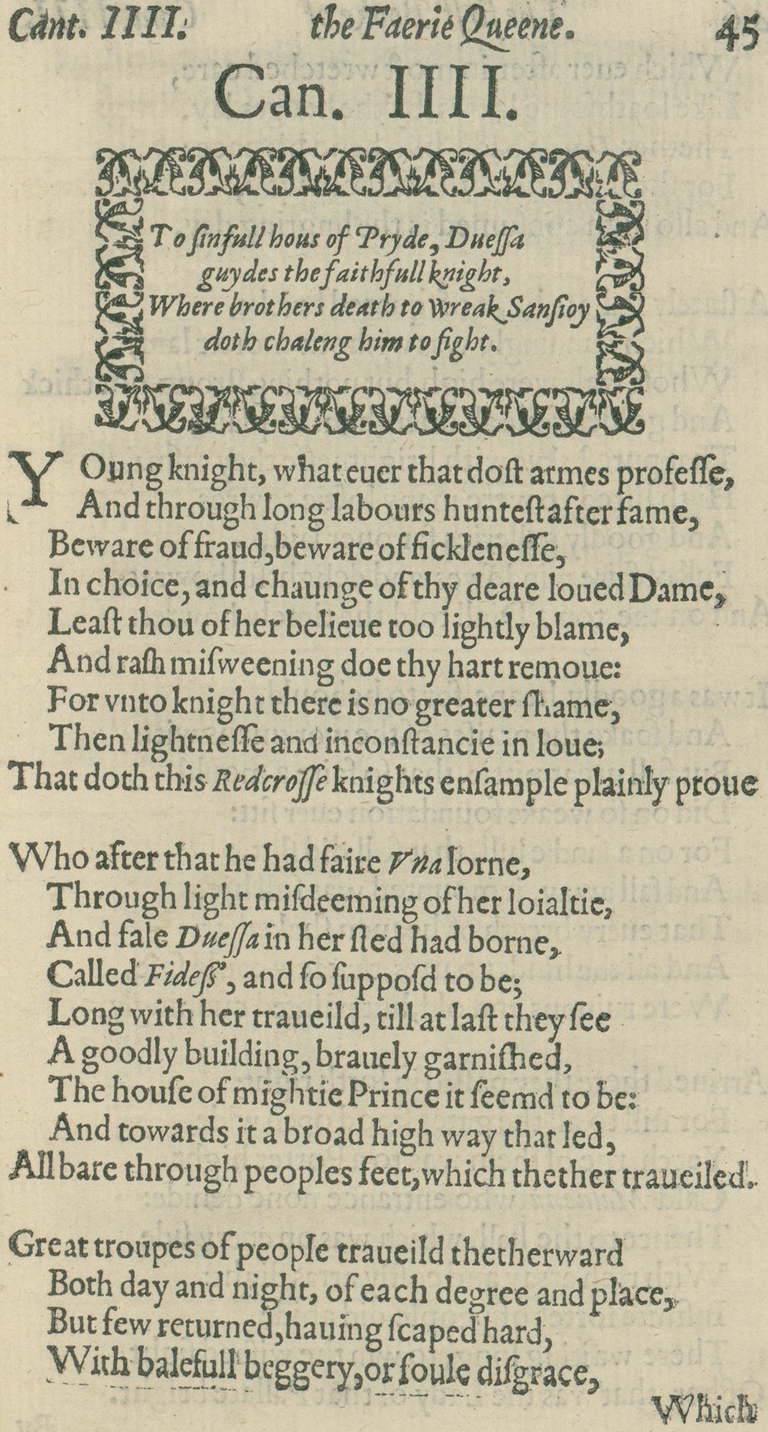 Cant. IIII. the Faerie Queene. 45
Can. IIII.
To ſinfull hous of Pryde, Dueſſa
guydes the faithfull knight,
Where brothers death to wreak Sanſioy
doth chaleng him to fight.
YOung knight, what euer that doſt armes profeſſe,
And through long labours hunteſt after fame,
Beware of fraud, beware of fickleneſſe,
In choice, and chaunge of thy deare loued Dame,
Leaſt thou of her belieue too lightly blame,
And raſh miſweening doe thy hart remoue:
For vnto knight there is no greater ſhame,
Then lightneſſe and inconſtancie in loue;
That doth this Redcroſſe knights enſample plainly proue
Who after that he had faire Vna lorne,
Through light miſdeeming of her loialtie,
And falſe Dueſſa in her ſted had borne,
Called Fideſſ', and ſo ſuppoſd to be;
Long with her traueild, till at laſt they ſee
A goodly building, brauely garniſhed,
The houſe of mightie Prince it ſeemd to be:
And towards it a broad high way that led,
All bare through peoples feet, which thether traueiled.
Great troupes of people traueild thetherward
Both day and night, of each degree and place,
But few returned, hauing ſcaped hard,
With balefull beggery, or foule diſgrace,
Which